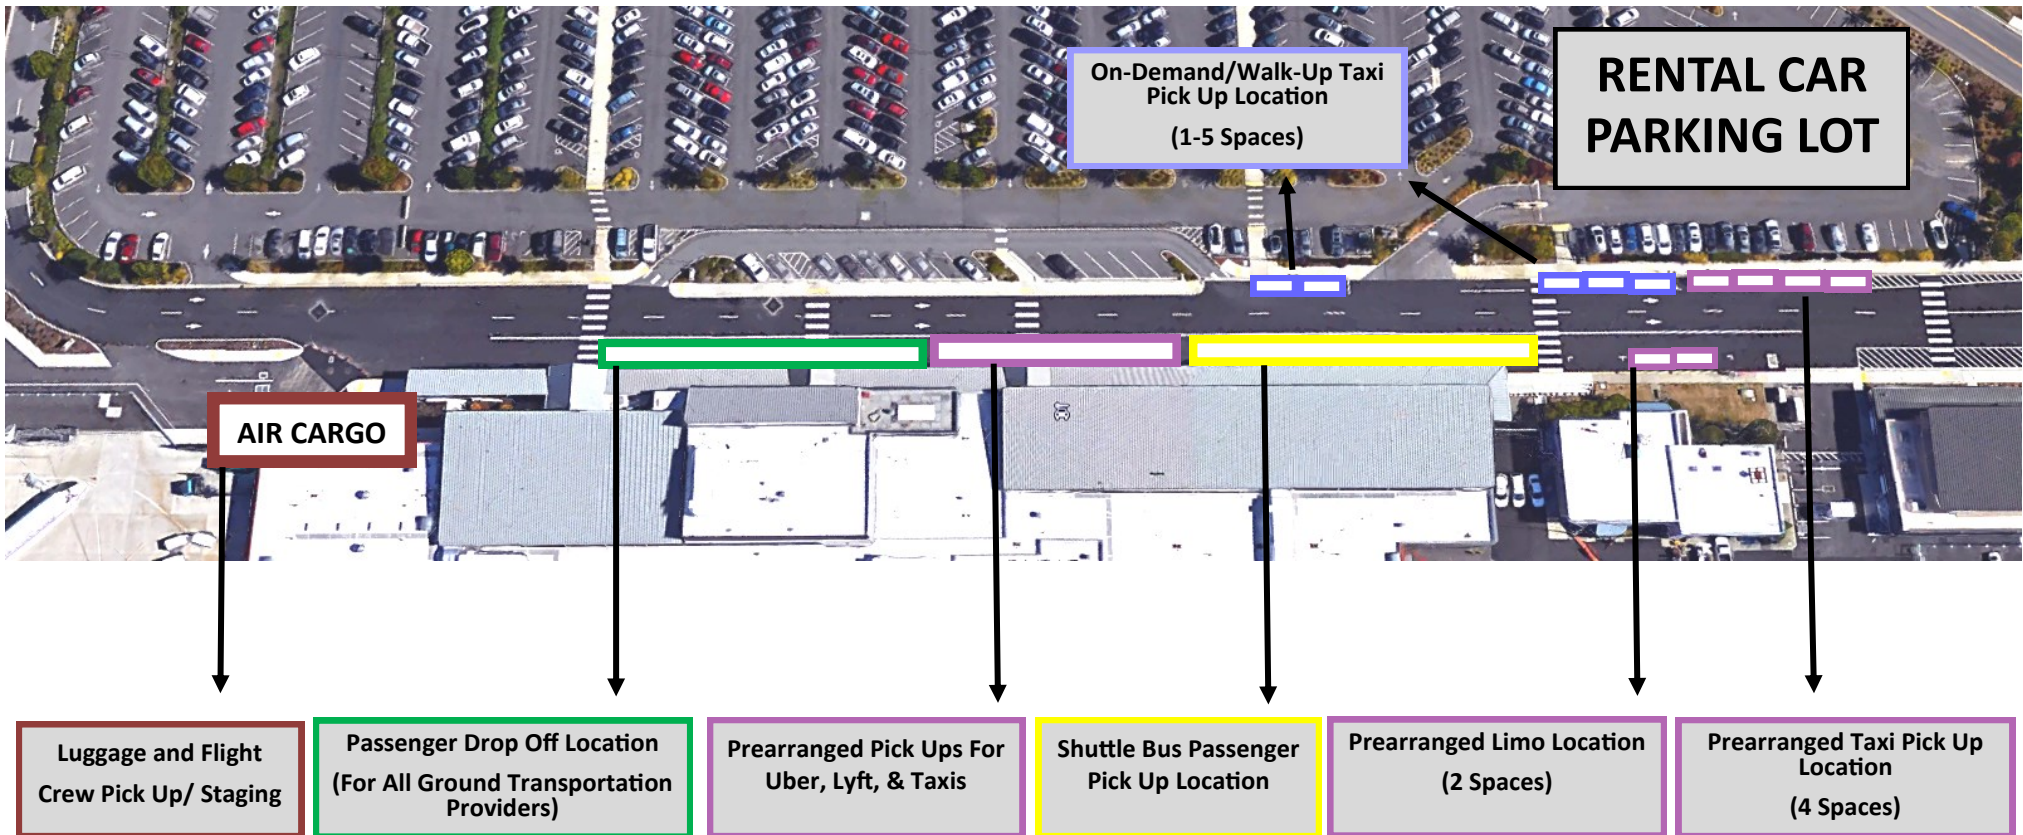 On-Demand/Walk-Up Taxi
Pick Up Location
(1-5 Spaces)
RENTAL CAR
PARKING LOT
AIR CARGO
Luggage and Flight
Crew Pick Up/ Staging
Passenger Drop Off Location
(For All Ground Transportation
Providers)
Prearranged Pick Ups For
Uber, Lyft, & Taxis
Shuttle Bus Passenger
Pick Up Location
Prearranged Limo Location
(2 Spaces)
Prearranged Taxi Pick Up
Location
(4 Spaces)